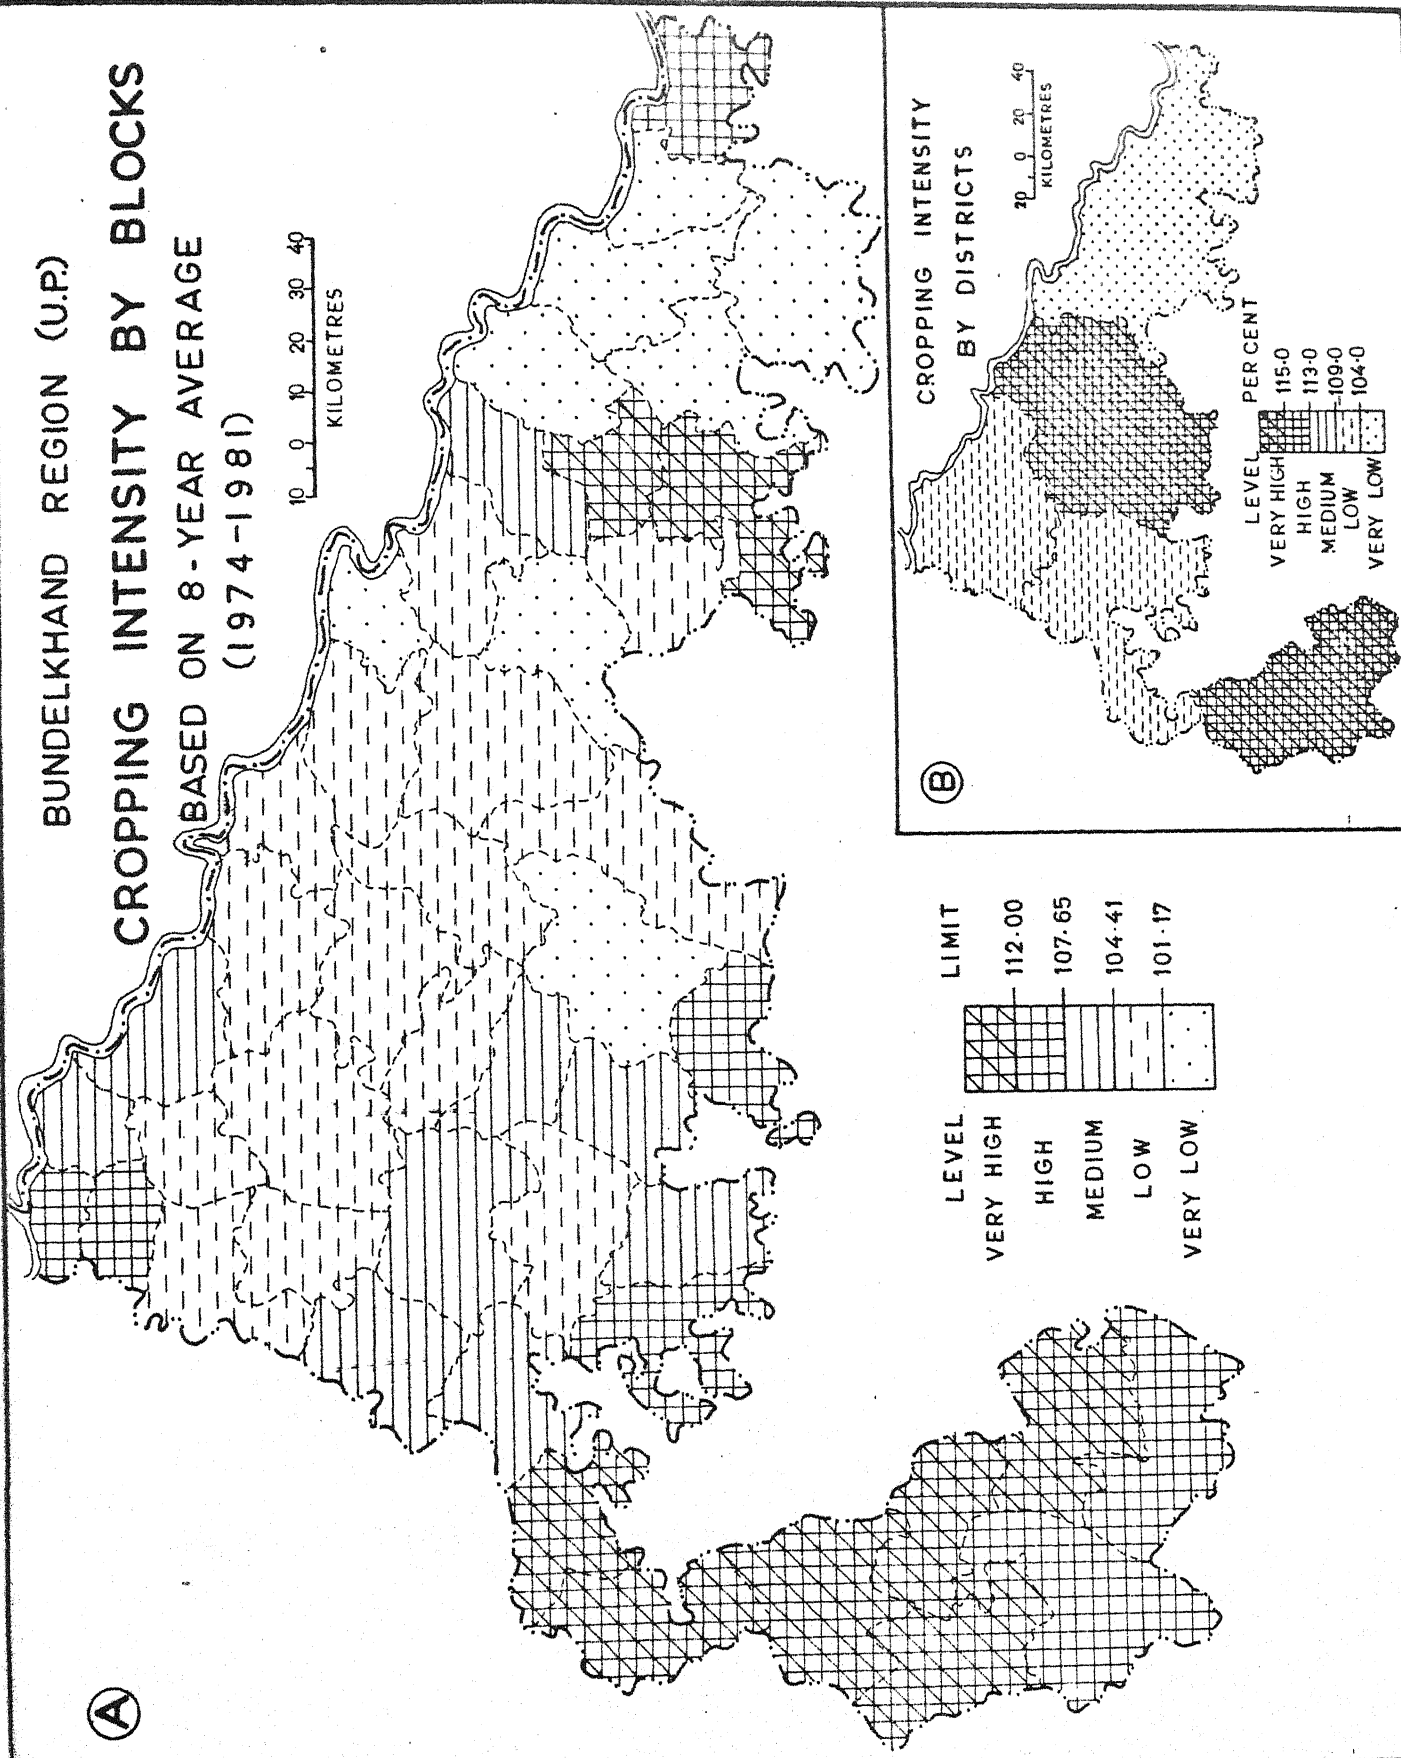 BUNDELKHAND REGION (U.P.)
CROPPING INTENSITY BY BLOCKS
BASED ON 8-YEAR AVERAGE
(1974-1981)
10 0 10 20 30 40
KILOMETRES
A
LEVEL LIMIT
VERY HIGH
112.00
HIGH
107.65
MEDIUM
104.41
LOW
101.17
VERY LOW
B
CROPPING INTENSITY
BY DISTRICTS
20 0 20 40
KILOMETRES
LEVEL PERCENT
VERY HIGH
115.0
HIGH
113.0
MEDIUM
109.0
LOW
104.0
VERY LOW